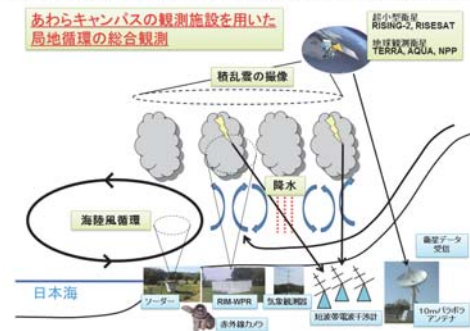 あわらキャンパスの観測施設を用いた
局地循環の総合観測
超小型衛星
RISING-2, RISESAT
地球観測衛星
TERRA, AQUA, NPP
積乱雲の撮像
降水
海陸風循環
衛星データ
受信
日本海
ソーダー
RIM-WPR
気象観測器
赤外線カメラ
短波帯電波干渉計
10mパラボラ
アンテナ